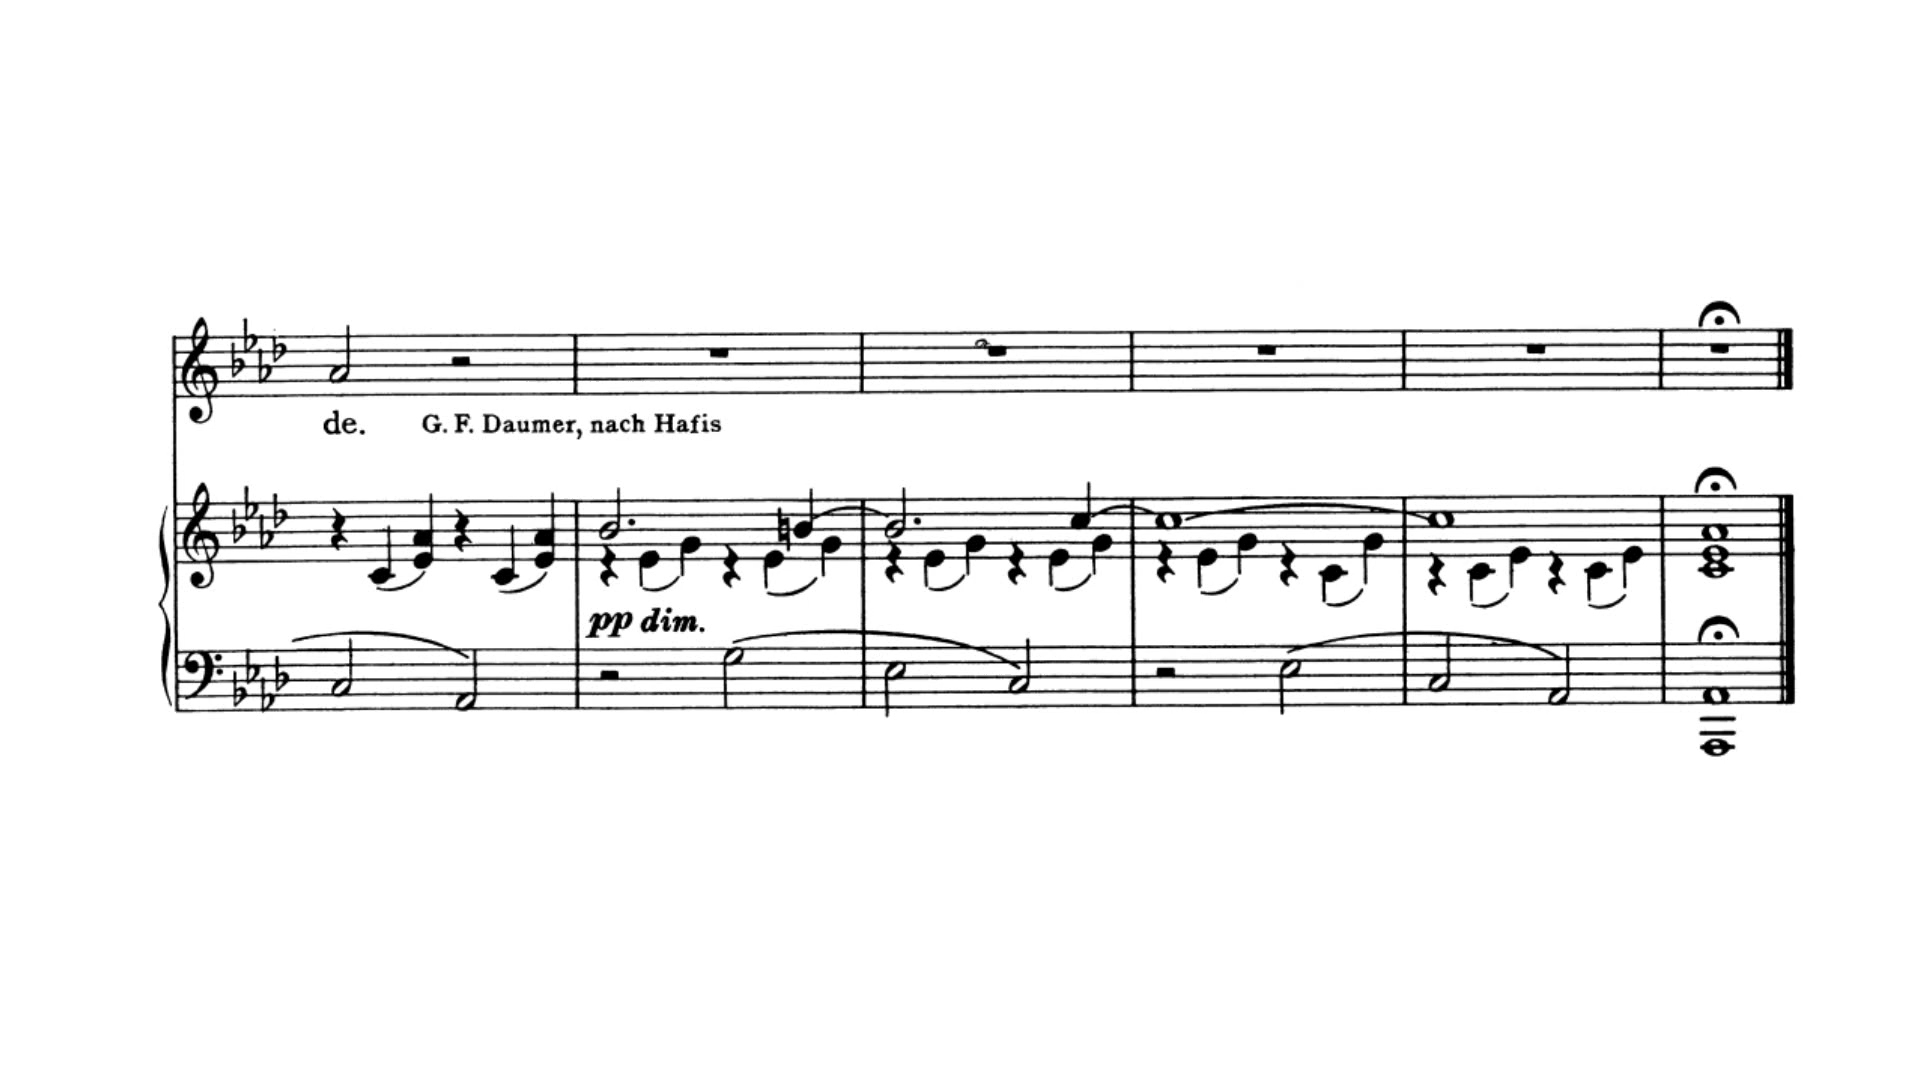 de. G. F. Daumer, nach Hafis
pp dim.